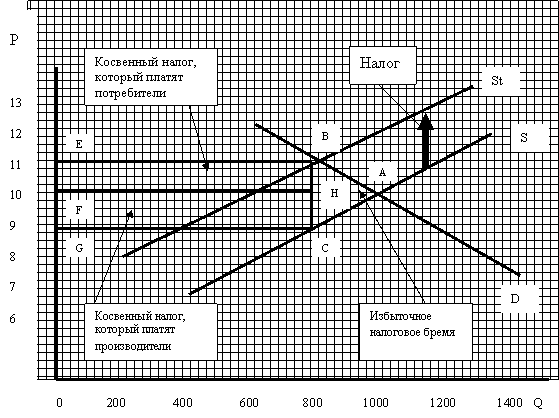 P
Косвенный налог,
который платят
потребители
Налог
St
13
12
11
10
9
8
7
6
E
B
S
A
F
H
G
C
D
Косвенный налог,
который платят
производители
Избыточное
налоговое бремя
0 200 400 600 800 1000 1200 1400 Q